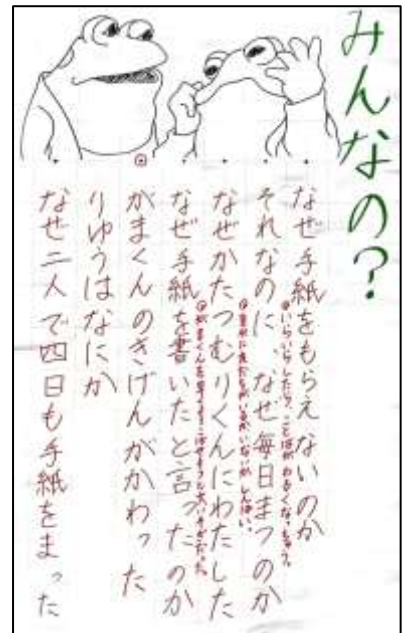 みんなの?
なぜ手紙をもらえないのか
それなのに、なぜ毎日まつのか
なぜかたつむりくんにわたした
なぜ手紙を書いたと言ったのか
がまくんのきげんがかわった
りゆうはなにか
なぜ二人で四日も手紙をまった